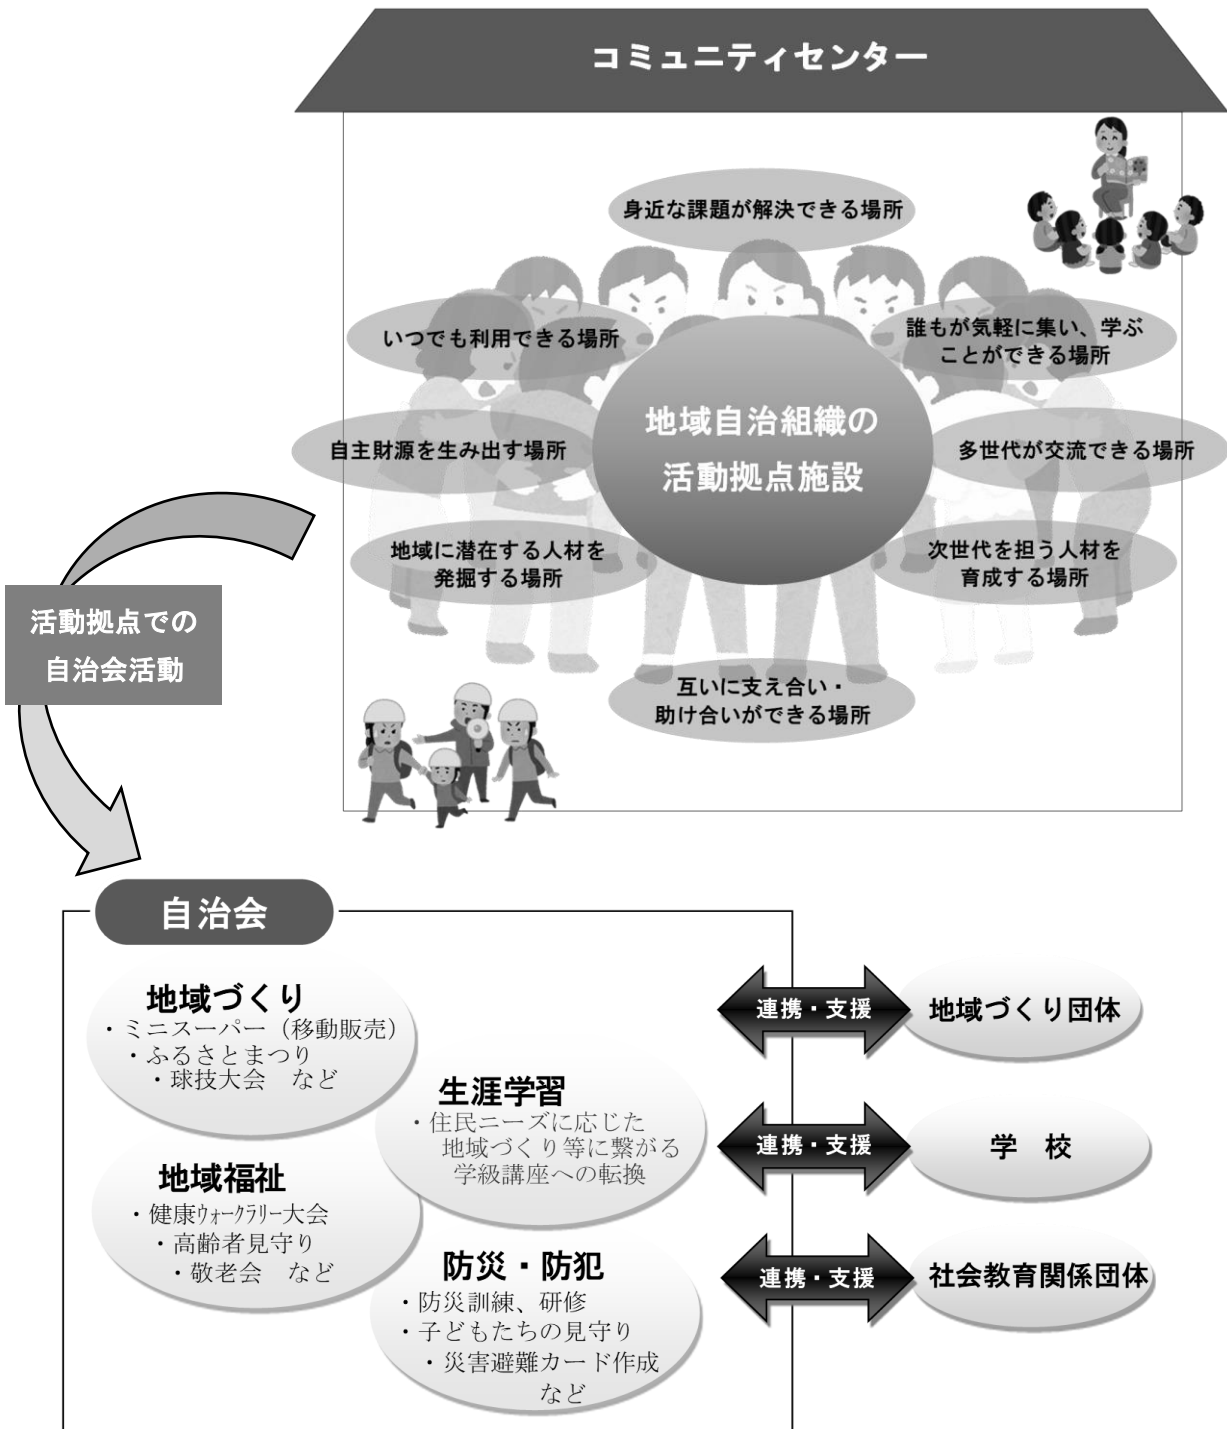 コミュニティセンター
身近な課題が解決できる場所
いつでも利用できる場所
誰もが気軽に集い、学ぶ
ことができる場所
地域自治組織の
活動拠点施設
自主財源を生み出す場所
多世代が交流できる場所
地域に潜在する人材を
発掘する場所
次世代を担う人材を
育成する場所
互いに支え合い・
助け合いができる場所
活動拠点での
自治会活動
自治会
地域づくり
・ミニスーパー（移動販売）
・ふるさとまつり
・球技大会　など
生涯学習
・住民ニーズに応じた
地域づくり等に繋がる
学級講座への転換
地域福祉
・健康ｳｫｰｸﾗﾘｰ大会
・高齢者見守り
・敬老会　など
防災・防犯
・防災訓練、研修
・子どもたちの見守り
・災害避難カード作成
など
連携・支援
地域づくり団体
連携・支援
学　校
連携・支援
社会教育関係団体